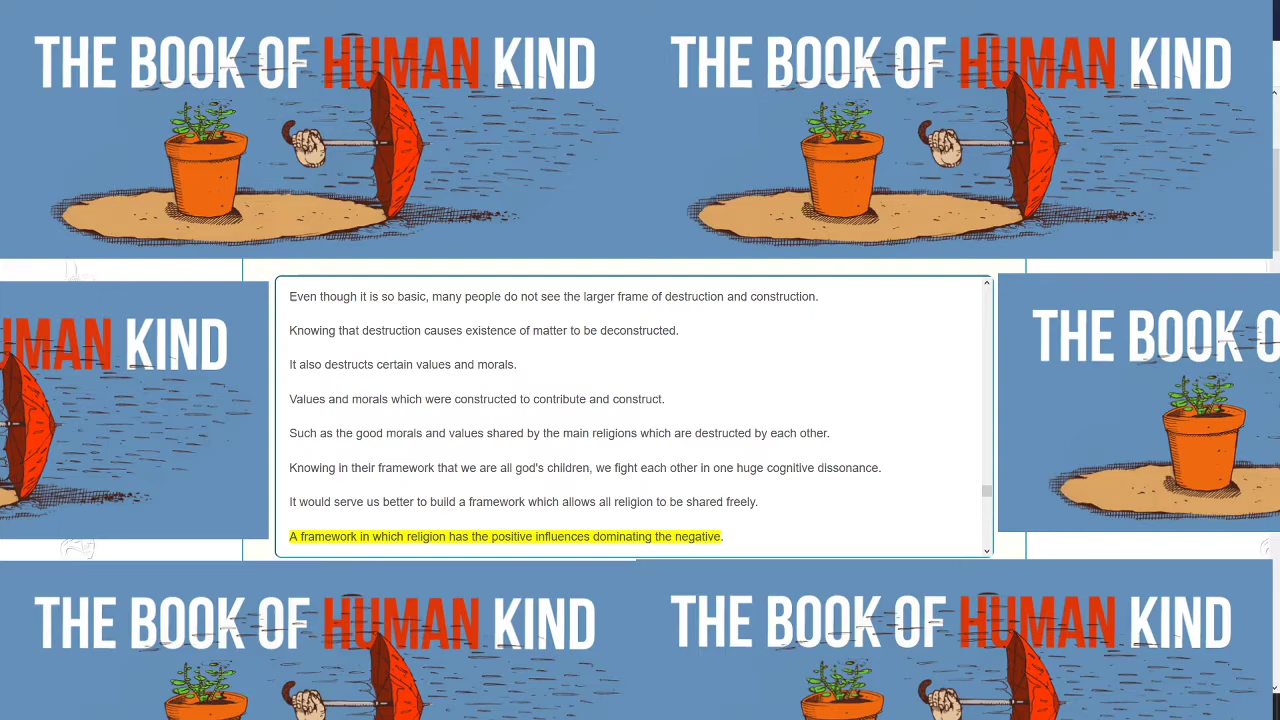 THE BOOK OF HUMAN KIND
THE BOOK OF HUMAN KIND
Even though it is so basic, many people do not see the larger frame of destruction and construction.
Knowing that destruction causes existence of matter to be deconstructed.
It also destructs certain values and morals.
Values and morals which were constructed to contribute and construct.
Such as the good morals and values shared by the main religions which are destructed by each other.
Knowing in their framework that we are all god's children, we fight each other in one huge cognitive dissonance.
It would serve us better to build a framework which allows all religion to be shared freely.
A framework in which religion has the positive influences dominating the negative.
UMAN KIND
THE BOOK O
THE BOOK OF HUMAN KIND
THE BOOK OF HUMAN KIND